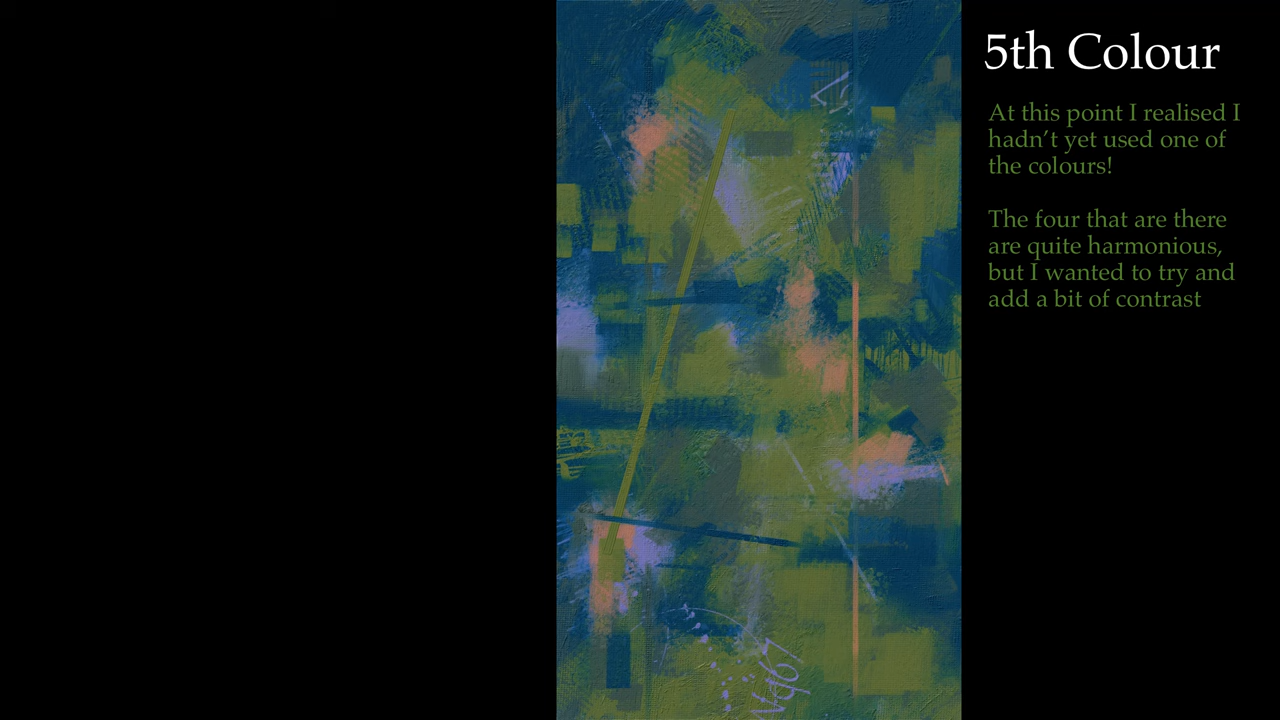 5th Colour
At this point I realised I
hadn’t yet used one of
the colours!
The four that are there
are quite harmonious,
but I wanted to try and
add a bit of contrast